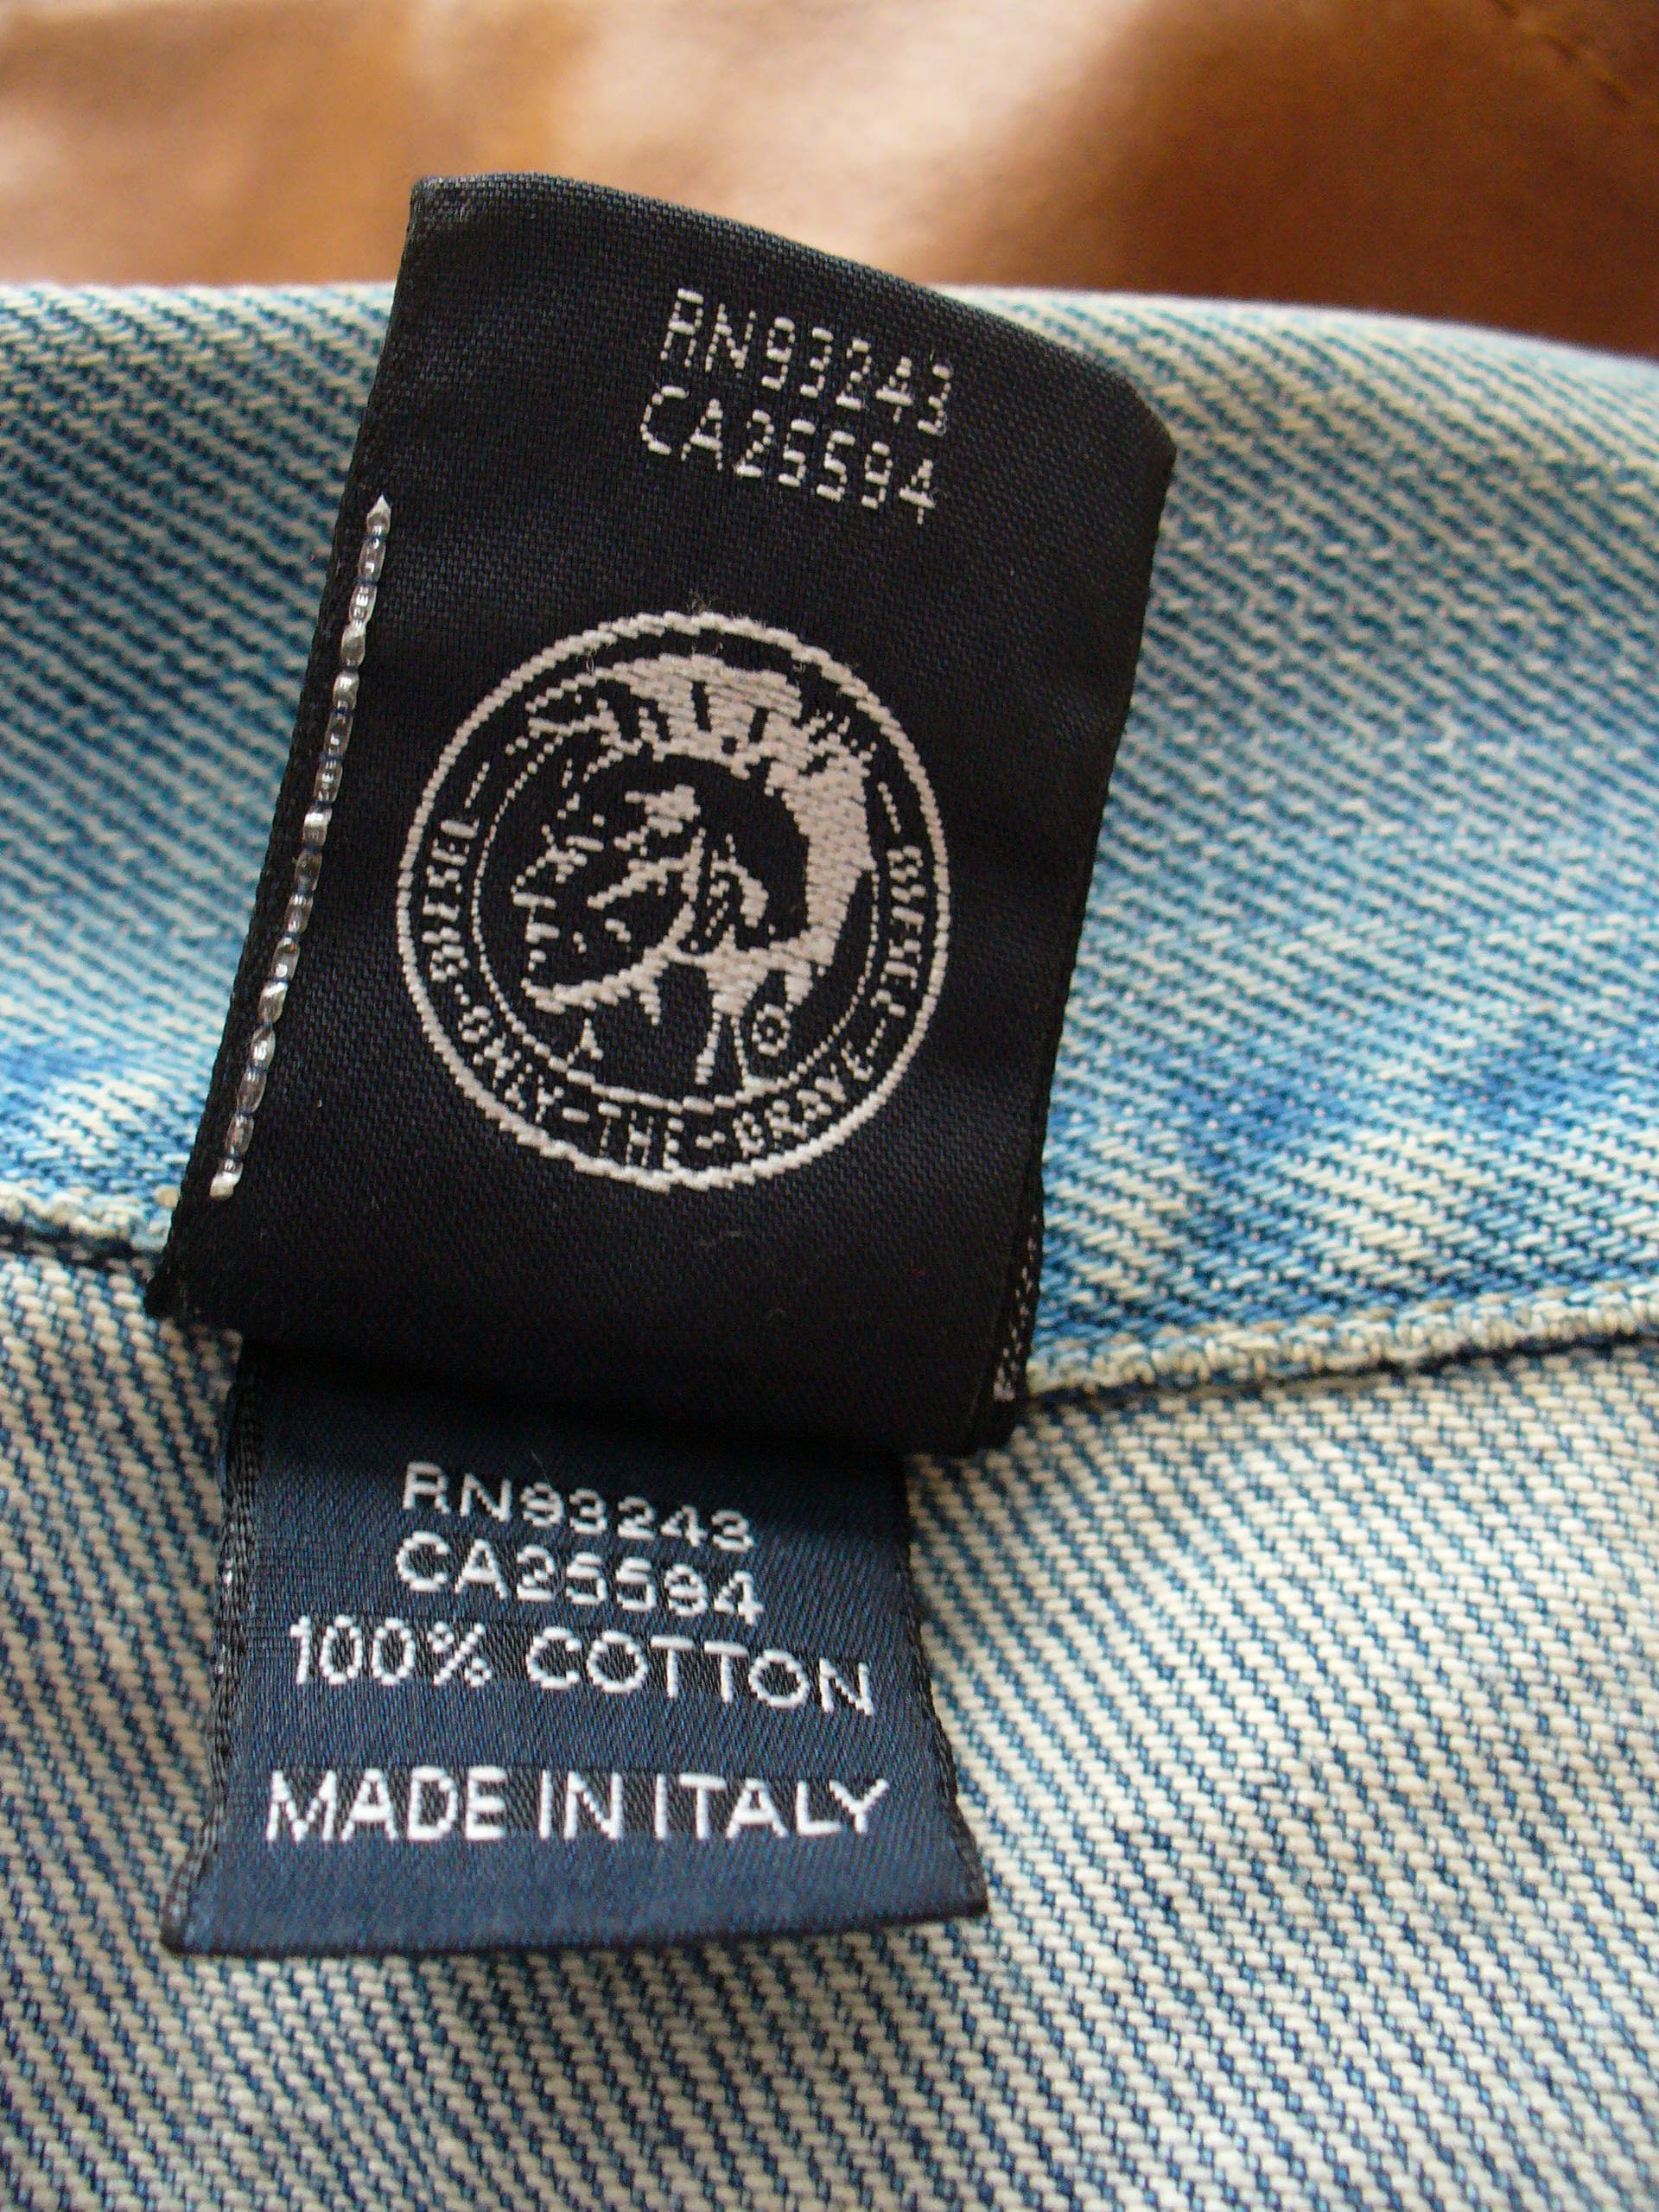 RN93243
CA25594
DIESEL-ONLY-THE-BRAVE-DIESEL-
RN93243
CA25594
100% COTTON
MADE IN ITALY